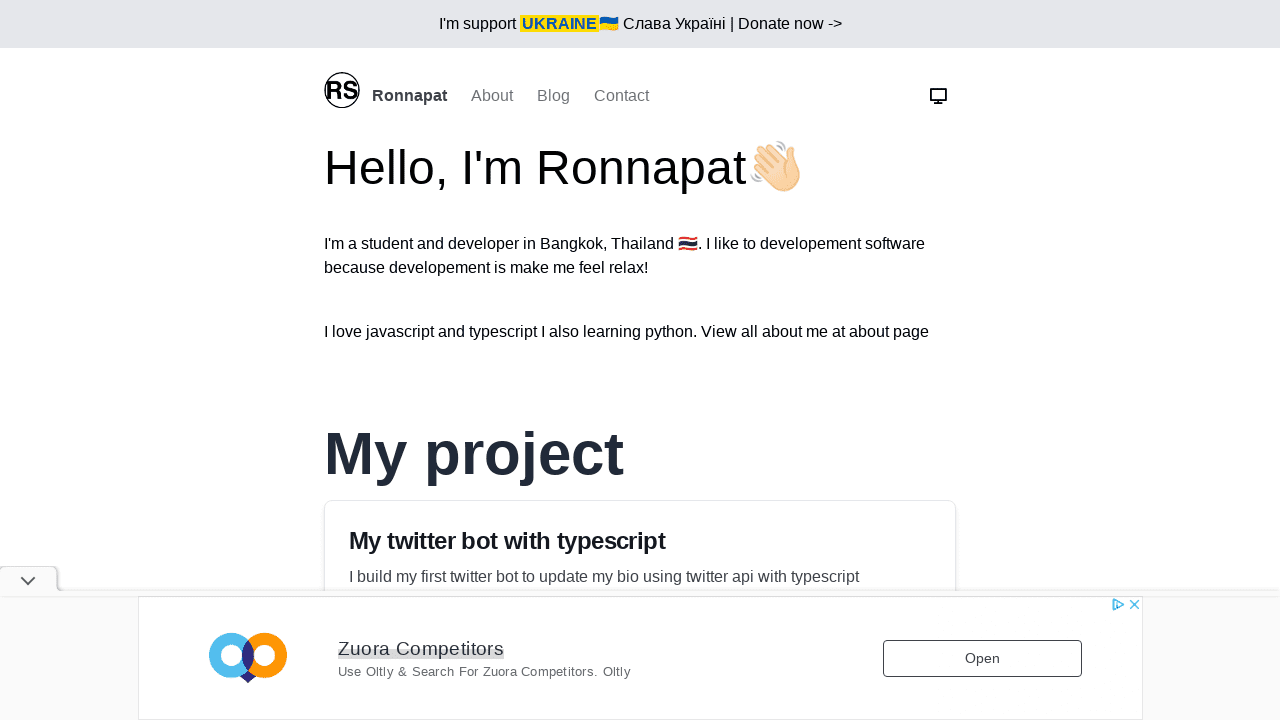 I'm support UKRAINE🇺🇦 Слава Україні | Donate now ->
RS Ronnapat About Blog Contact
Hello, I'm Ronnapat👋🏻
I'm a student and developer in Bangkok, Thailand 🇹🇭. I like to developement software
because developement is make me feel relax!
I love javascript and typescript I also learning python. View all about me at about page
My project
My twitter bot with typescript
I build my first twitter bot to update my bio using twitter api with typescript
Zuora Competitors
Use Oltly & Search For Zuora Competitors. Oltly
Open